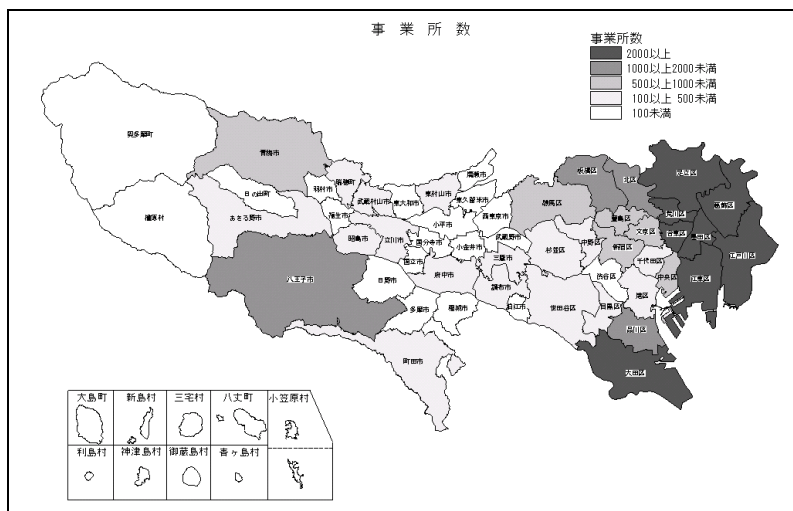 事業所数
事業所数
2000以上
1000以上2000未満
500以上1000未満
100以上 500未満
100未満
奥多摩町
青梅市
日の出町
檜原村
あきる野市
羽村市
瑞穂町
福生市
武蔵村山市
東大和市
東村山市
清瀬市
東久留米市
西東京市
小平市
昭島市
立川市
国分寺市
小金井市
武蔵野市
国立市
三鷹市
八王子市
日野市
府中市
調布市
狛江市
多摩市
稲城市
町田市
練馬区
板橋区
北区
足立区
葛飾区
荒川区
豊島区
文京区
台東区
墨田区
江戸川区
杉並区
中野区
新宿区
千代田区
中央区
江東区
渋谷区
港区
世田谷区
目黒区
品川区
大田区
大島町
新島村
三宅村
八丈町
小笠原村
利島村
神津島村
御蔵島村
青ヶ島村